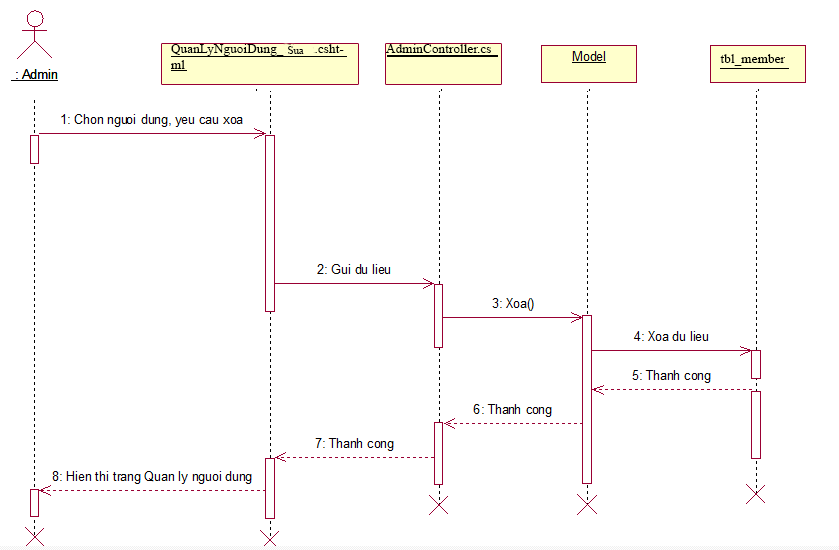 QuanLyNguoiDung_ Sua .csht-
ml
AdminController.cs
Model
tbl_member
: Admin
1: Chon nguoi dung, yeu cau xoa
2: Gui du lieu
3: Xoa()
4: Xoa du lieu
5: Thanh cong
6: Thanh cong
7: Thanh cong
8: Hien thi trang Quan ly nguoi dung